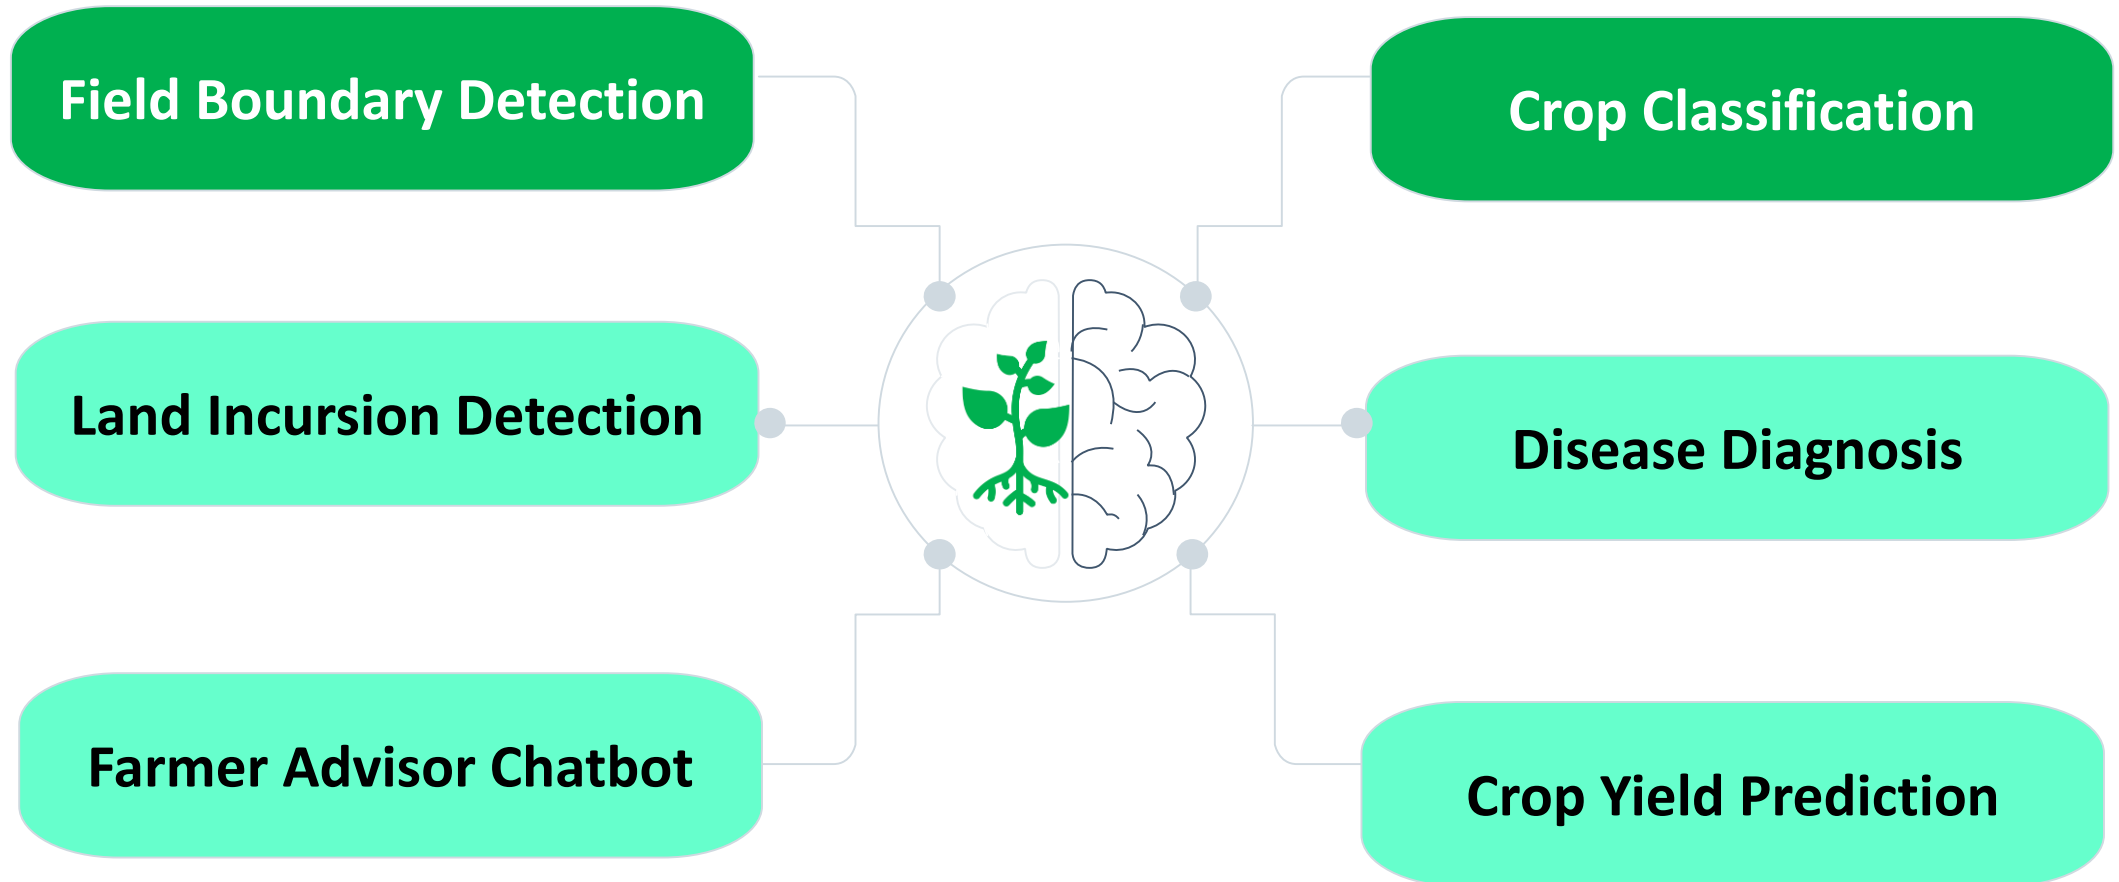 Field Boundary Detection
Crop Classification
Land Incursion Detection
Disease Diagnosis
Farmer Advisor Chatbot
Crop Yield Prediction